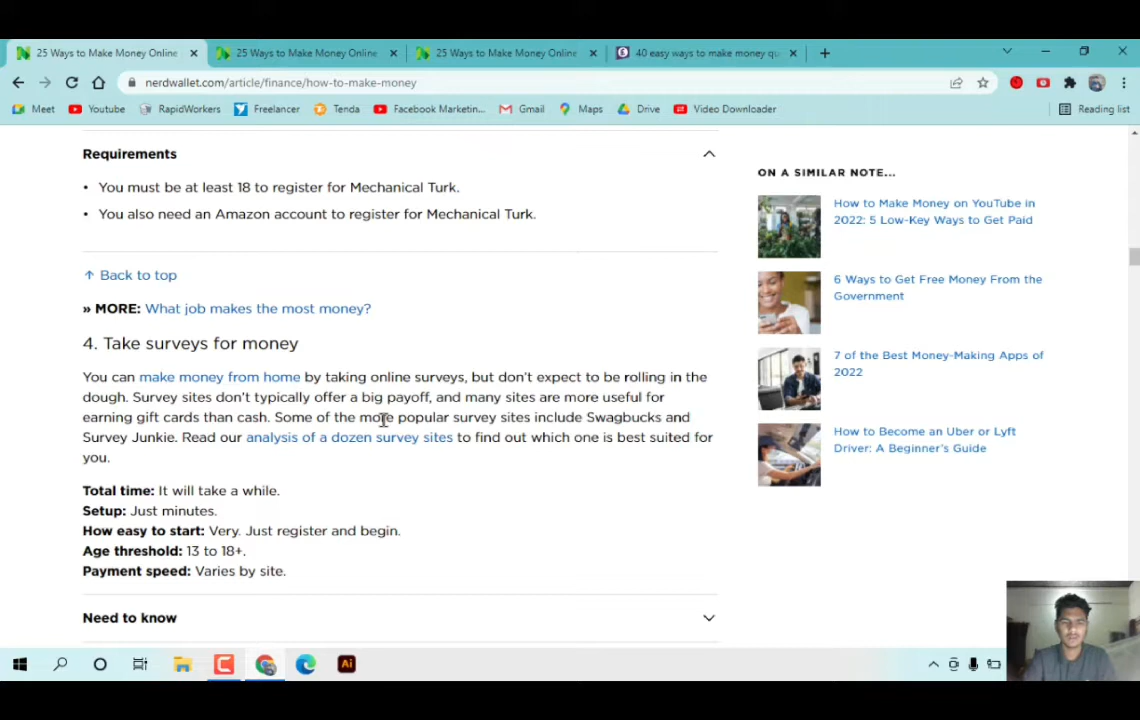 25 Ways to Make Money Online
25 Ways to Make Money Online
25 Ways to Make Money Online
40 easy ways to make money qu
nerdwallet.com/article/finance/how-to-make-money
Meet
Youtube
RapidWorkers
Freelancer
Tenda
Facebook Marketin...
Gmail
Maps
Drive
Video Downloader
Reading list
Requirements
• You must be at least 18 to register for Mechanical Turk.
• You also need an Amazon account to register for Mechanical Turk.
↑ Back to top
» MORE: What job makes the most money?
4. Take surveys for money
You can make money from home by taking online surveys, but don’t expect to be rolling in the
dough. Survey sites don’t typically offer a big payoff, and many sites are more useful for
earning gift cards than cash. Some of the more popular survey sites include Swagbucks and
Survey Junkie. Read our analysis of a dozen survey sites to find out which one is best suited for
you.
Total time: It will take a while.
Setup: Just minutes.
How easy to start: Very. Just register and begin.
Age threshold: 13 to 18+.
Payment speed: Varies by site.
Need to know
ON A SIMILAR NOTE...
How to Make Money on YouTube in
2022: 5 Low-Key Ways to Get Paid
6 Ways to Get Free Money From the
Government
7 of the Best Money-Making Apps of
2022
How to Become an Uber or Lyft
Driver: A Beginner’s Guide
Ai